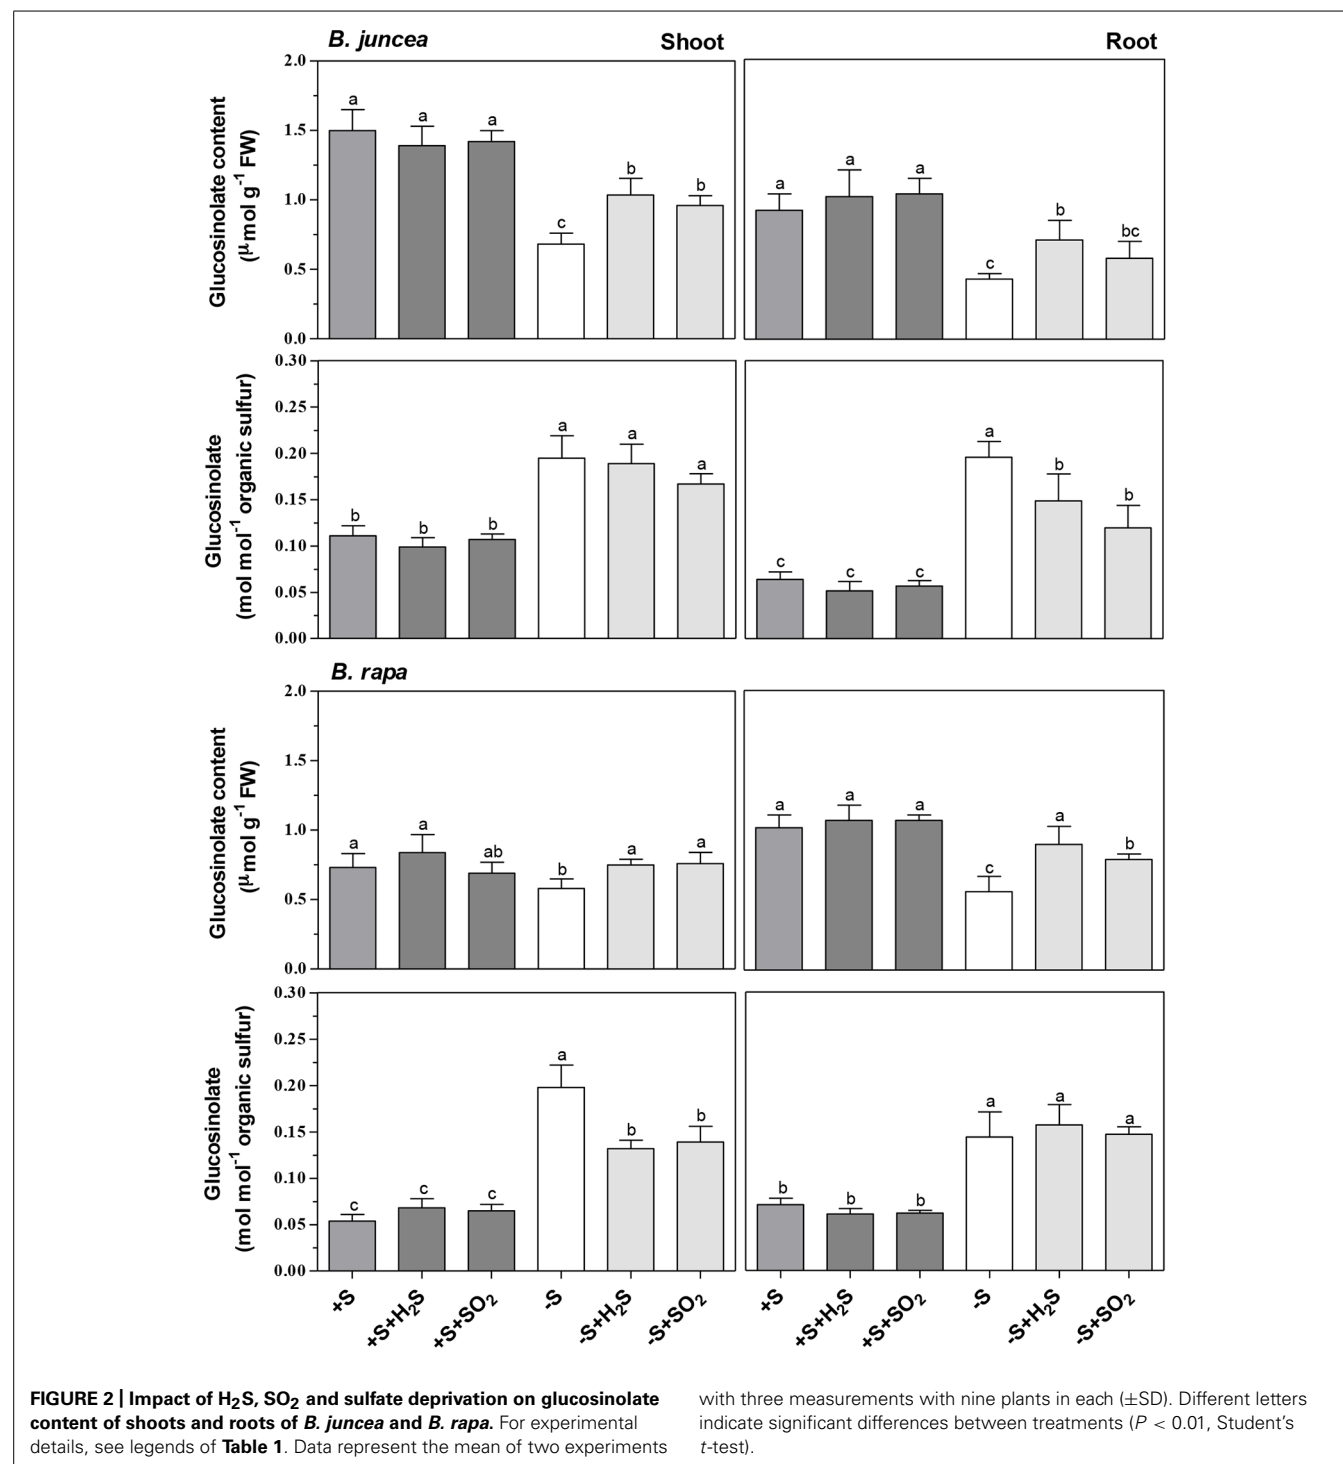 B. juncea
Shoot
Root
Glucosinolate content
(μmol g⁻¹ FW)
2.0
1.5
1.0
0.5
0.0
a
a
a
c
b
b
a
a
a
c
b
bc
Glucosinolate
(mol mol⁻¹ organic sulfur)
0.30
0.25
0.20
0.15
0.10
0.05
0.00
b
b
b
a
a
a
c
c
c
a
b
b
B. rapa
Glucosinolate content
(μmol g⁻¹ FW)
2.0
1.5
1.0
0.5
0.0
a
a
ab
b
a
a
a
a
a
c
a
b
Glucosinolate
(mol mol⁻¹ organic sulfur)
0.30
0.25
0.20
0.15
0.10
0.05
0.00
c
c
c
a
b
b
b
b
b
a
a
a
+S
+S+H₂S
+S+SO₂
-S
-S+H₂S
-S+SO₂
+S
+S+H₂S
+S+SO₂
-S
-S+H₂S
-S+SO₂
FIGURE 2 | Impact of H₂S, SO₂ and sulfate deprivation on glucosinolate
content of shoots and roots of B. juncea and B. rapa. For experimental
details, see legends of Table 1. Data represent the mean of two experiments
with three measurements with nine plants in each (±SD). Different letters
indicate significant differences between treatments (P < 0.01, Student's
t-test).